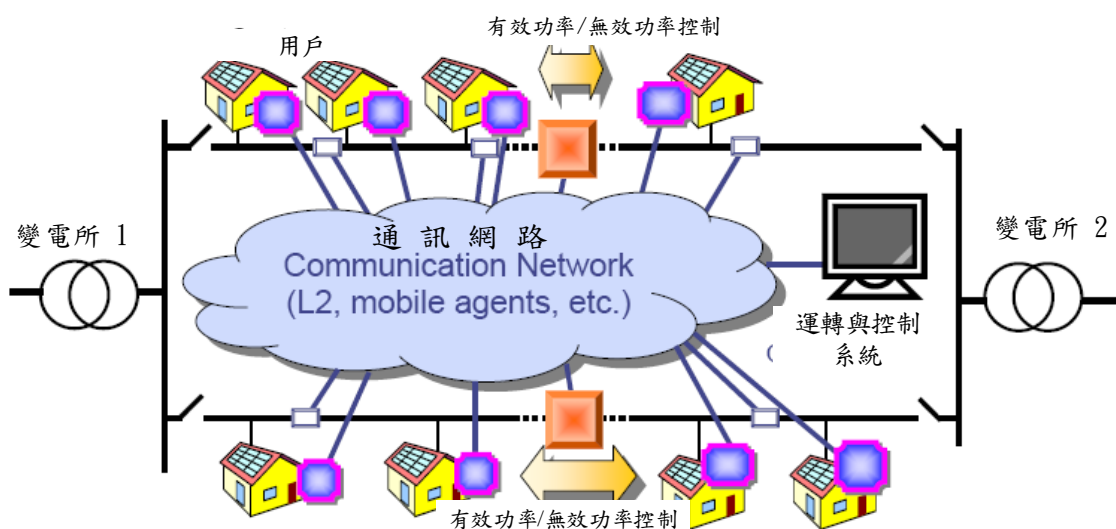 有效功率/無效功率控制
用戶
變電所 1
通訊網路
Communication Network
(L2, mobile agents, etc.)
變電所 2
運轉與控制
系統
有效功率/無效功率控制